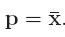 p = x̄.